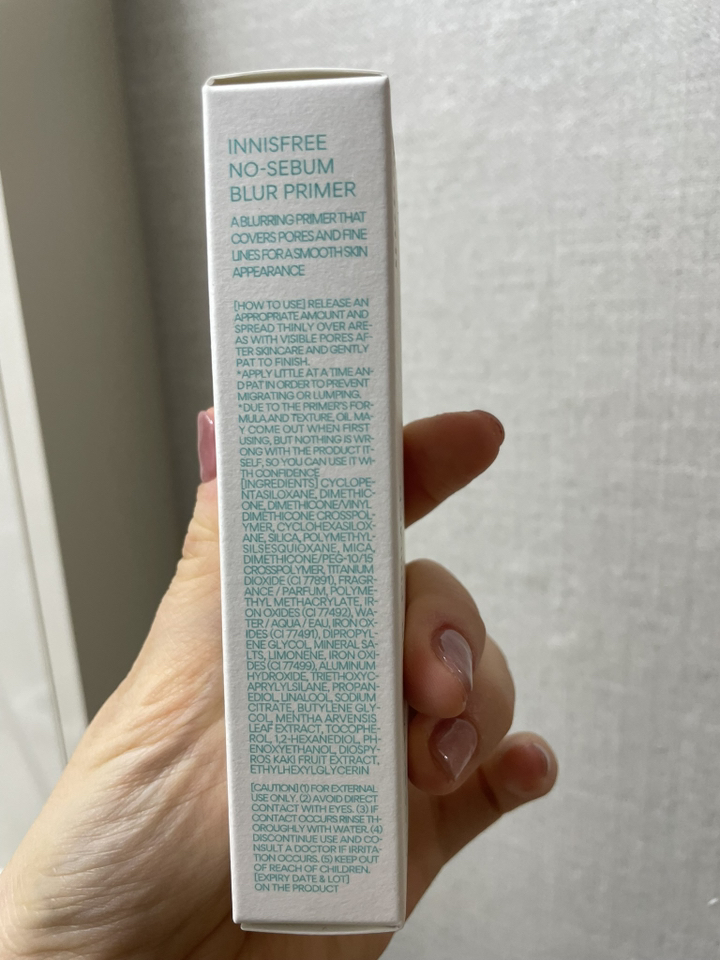 INNISFREE
NO-SEBUM
BLUR PRIMER
A BLURRING PRIMER THAT
COVERS PORES AND FINE
LINES FOR A SMOOTH SKIN
APPEARANCE
[HOW TO USE] RELEASE AN
APPROPRIATE AMOUNT AND
SPREAD THINLY OVER ARE-
AS WITH VISIBLE PORES AF-
TER SKINCARE AND GENTLY
PAT TO FINISH.
*APPLY LITTLE AT A TIME AN-
D PAT IN ORDER TO PREVENT
MIGRATING OR LUMPING.
*DUE TO THE PRIMER'S FOR-
MULA AND TEXTURE, OIL MA-
Y COME OUT WHEN FIRST
USING, BUT NOTHING IS WR-
ONG WITH THE PRODUCT IT-
SELF, SO YOU CAN USE IT WI-
TH CONFIDENCE
[INGREDIENTS] CYCLOPE-
NTASILOXANE, DIMETHIC-
ONE, DIMETHICONE/VINYL
DIMETHICONE CROSSPOL-
YMER, CYCLOHEXASILOX-
ANE, SILICA, POLYMETHYL-
SILSESQUIOXANE, MICA,
DIMETHICONE/PEG-10/15
CROSSPOLYMER, TITANIUM
DIOXIDE (CI 77891), FRAGR-
ANCE / PARFUM, POLYME-
THYL METHACRYLATE, IR-
ON OXIDES (CI 77492), WA-
TER / AQUA / EAU, IRON OX-
IDES (CI 77491), DIPROPYL-
ENE GLYCOL, MINERAL SA-
LTS, LIMONENE, IRON OXI-
DES (CI 77499), ALUMINUM
HYDROXIDE, TRIETHOXYC-
APRYLYLSILANE, PROPAN-
EDIOL, LINALOOL, SODIUM
CITRATE, BUTYLENE GLY-
COL, MENTHA ARVENSIS
LEAF EXTRACT, TOCOPHE-
ROL, 1,2-HEXANEDIOL, PH-
ENOXYETHANOL, DIOSPY-
ROS KAKI FRUIT EXTRACT,
ETHYLHEXYLGLYCERIN
[CAUTION] (1) FOR EXTERNAL
USE ONLY. (2) AVOID DIRECT
CONTACT WITH EYES. (3) IF
CONTACT OCCURS RINSE TH-
OROUGHLY WITH WATER. (4)
DISCONTINUE USE AND CO-
NSULT A DOCTOR IF IRRITA-
TION OCCURS. (5) KEEP OUT
OF REACH OF CHILDREN.
[EXPIRY DATE & LOT]
ON THE PRODUCT